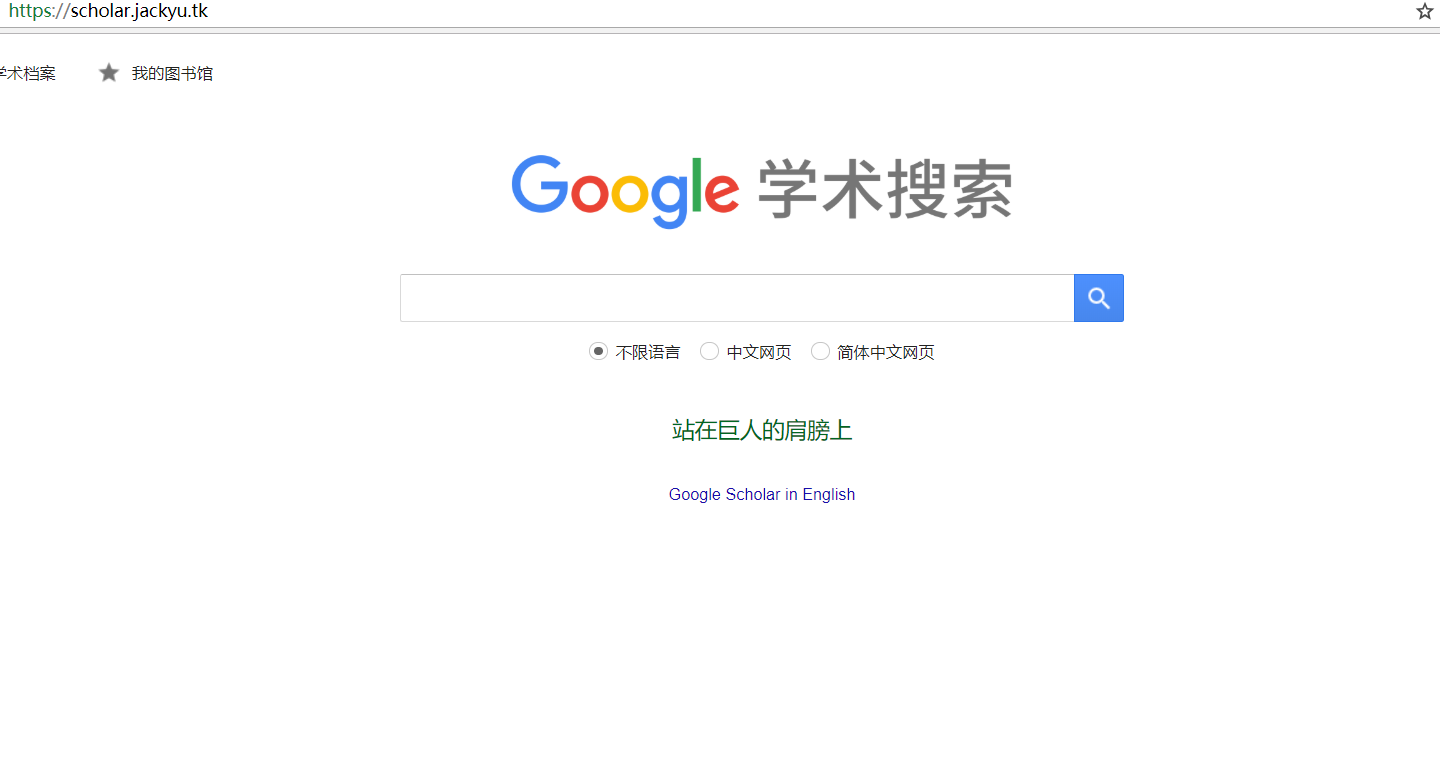 https://scholar.jackyu.tk
学术档案 我的图书馆
Google 学术搜索
不限语言 中文网页 简体中文网页
站在巨人的肩膀上
Google Scholar in English